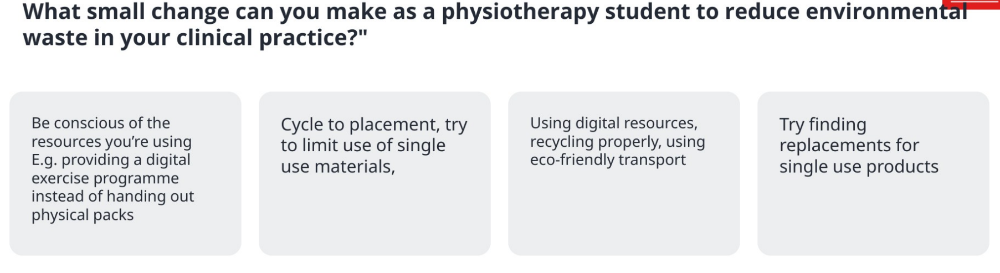 What small change can you make as a physiotherapy student to reduce environmental
waste in your clinical practice?"
Be conscious of the
resources you’re using
E.g. providing a digital
exercise programme
instead of handing out
physical packs
Cycle to placement, try
to limit use of single
use materials,
Using digital resources,
recycling properly, using
eco-friendly transport
Try finding
replacements for
single use products